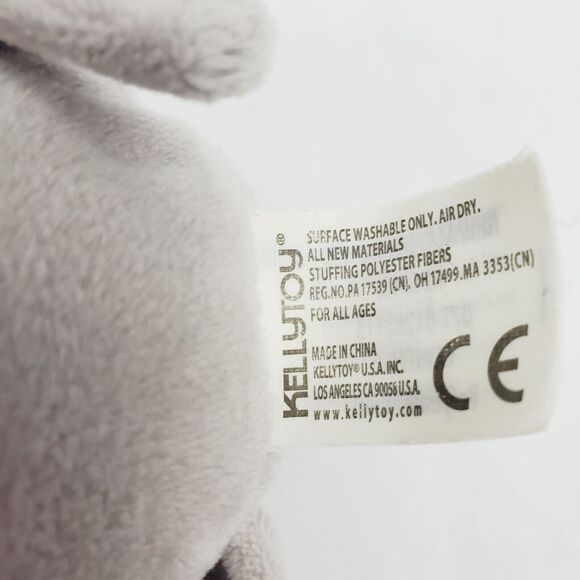 KELLYTOY®
SURFACE WASHABLE ONLY. AIR DRY.
ALL NEW MATERIALS
STUFFING POLYESTER FIBERS
REG.NO.PA 17539 (CN), OH 17499.MA 3353(CN)
FOR ALL AGES
MADE IN CHINA
KELLYTOY® U.S.A. INC.
LOS ANGELES CA 90058 U.S.A.
www.kellytoy.com
CE